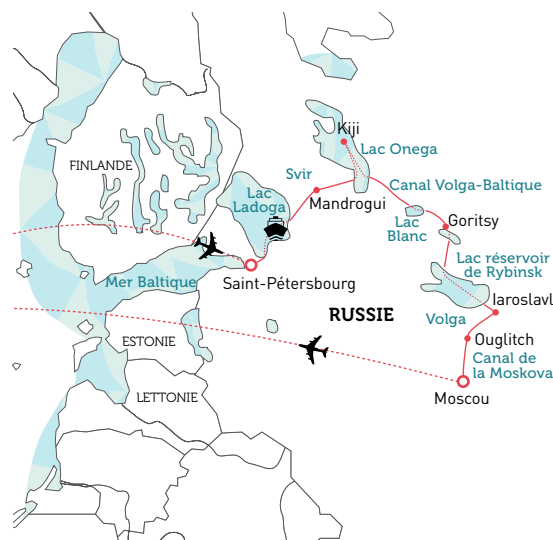 Kiji
Lac Onega
FINLANDE
Svir
Canal Volga-Baltique
Lac
Ladoga
Mandrogui
Lac
Blanc
Goritsy
Lac réservoir
de Rybinsk
Mer Baltique
Saint-Pétersbourg
Iaroslavl
RUSSIE
Volga
ESTONIE
Ouglitch
Canal de
la Moskova
LETTONIE
Moscou